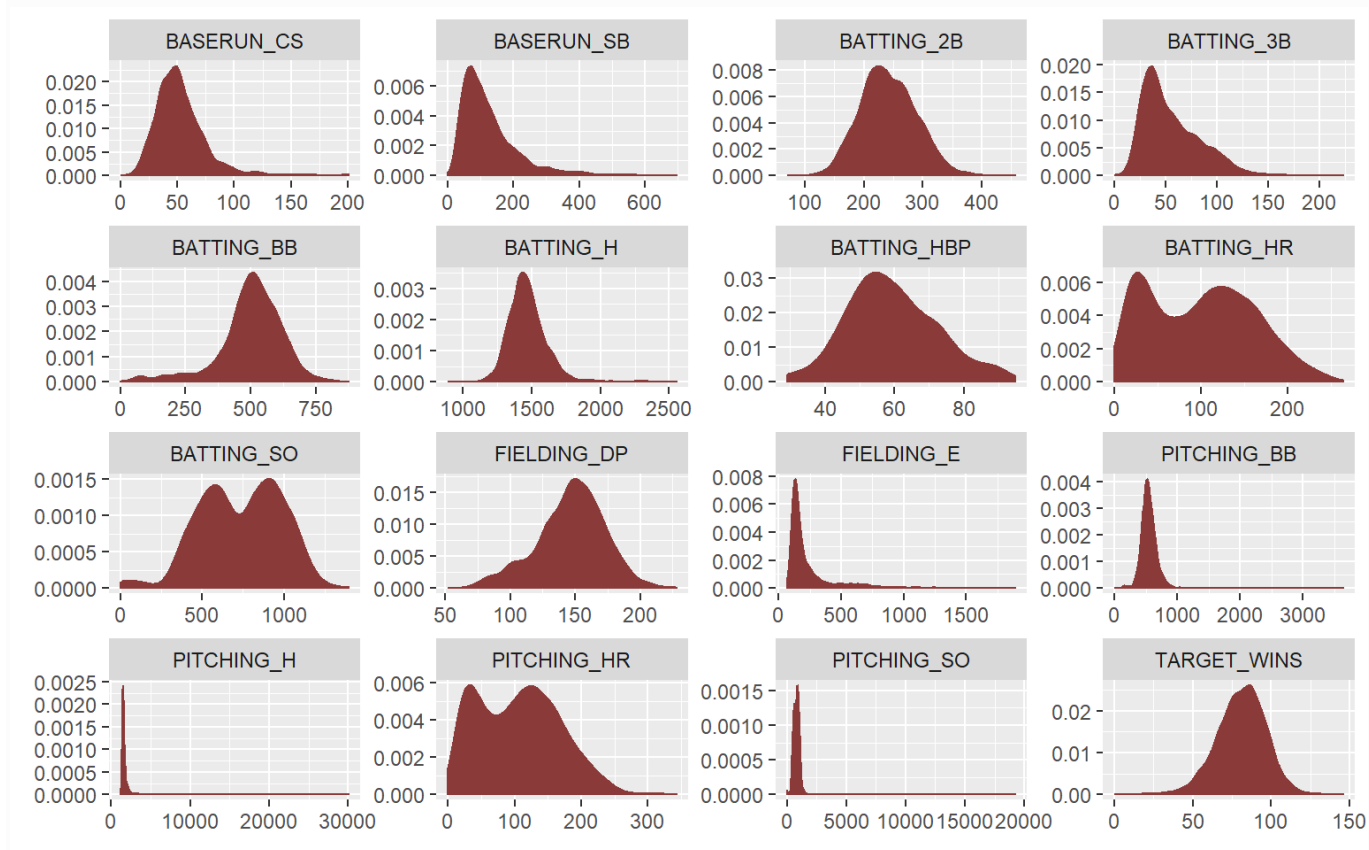 BASERUN_CS BASERUN_SB BATTING_2B BATTING_3B
0.020 0.006 0.008 0.020
0.015 0.004 0.006 0.015
0.010 0.002 0.004 0.010
0.005 0.000 0.002 0.005
0.000 0.000 0.000
0 50 100 150 200 0 200 400 600 100 200 300 400 0 50 100 150 200
BATTING_BB BATTING_H BATTING_HBP BATTING_HR
0.004 0.003 0.03 0.006
0.003 0.002 0.02 0.004
0.002 0.001 0.01 0.002
0.001 0.000 0.00 0.000
0.000
0 250 500 750 1000 1500 2000 2500 40 60 80 0 100 200
BATTING_SO FIELDING_DP FIELDING_E PITCHING_BB
0.0015 0.015 0.008 0.004
0.0010 0.010 0.006 0.003
0.0005 0.005 0.004 0.002
0.0000 0.000 0.002 0.001
0.000 0.000
0 500 1000 50 100 150 200 0 500 1000 1500 0 1000 2000 3000
PITCHING_H PITCHING_HR PITCHING_SO TARGET_WINS
0.0025 0.006 0.0015 0.02
0.0020 0.004 0.0010 0.01
0.0015 0.002 0.0005 0.00
0.0010 0.000 0.0000
0.0005
0.0000
0 10000 20000 30000 0 100 200 300 0 5000 10000 15000 20000 0 50 100 150